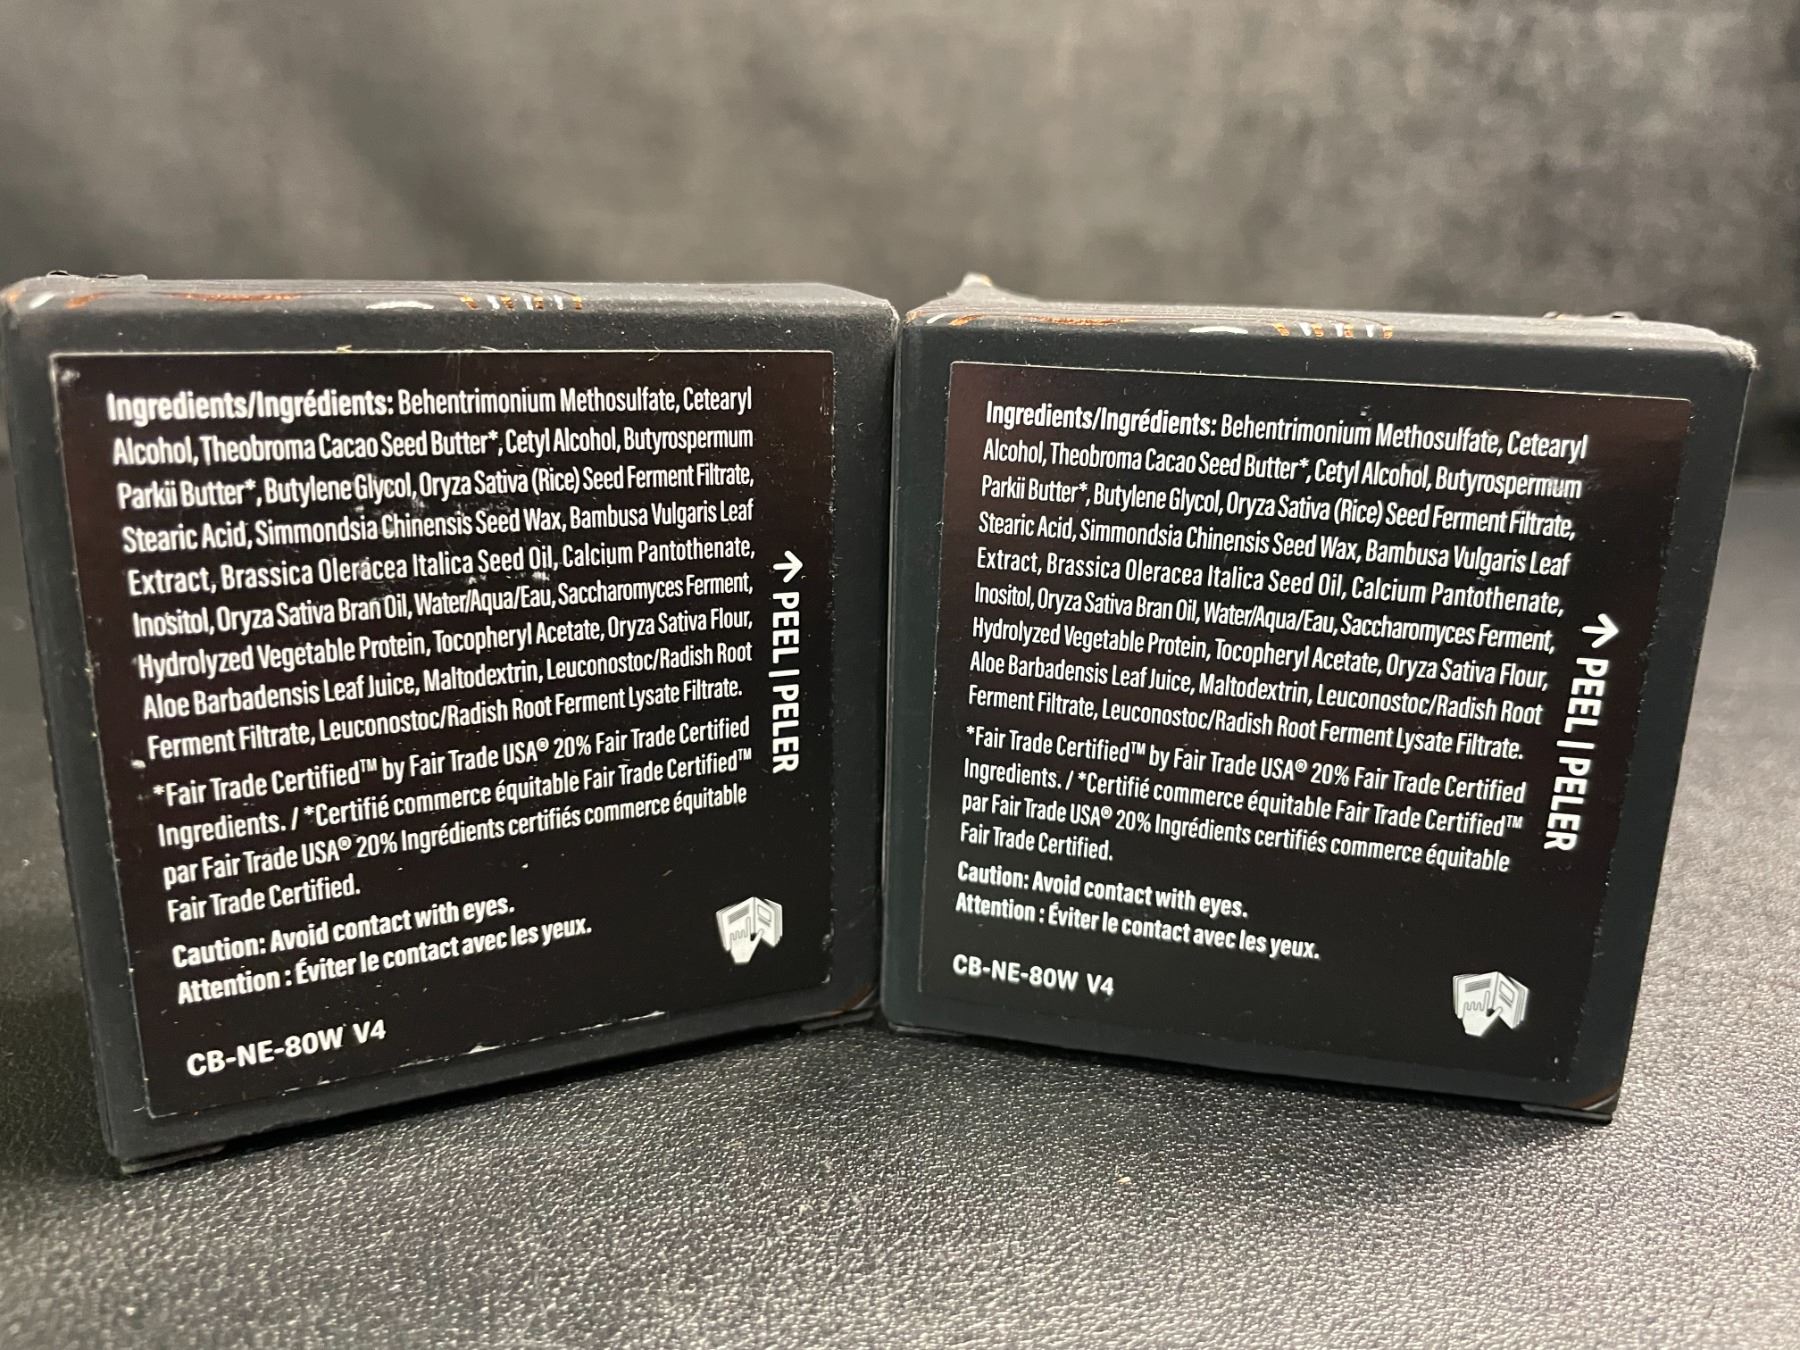 Ingredients/Ingrédients: Behentrimonium Methosulfate, Cetearyl
Alcohol, Theobroma Cacao Seed Butter*, Cetyl Alcohol, Butyrospermum
Parkii Butter*, Butylene Glycol, Oryza Sativa (Rice) Seed Ferment Filtrate,
Stearic Acid, Simmondsia Chinensis Seed Wax, Bambusa Vulgaris Leaf
Extract, Brassica Oleracea Italica Seed Oil, Calcium Pantothenate,
Inositol, Oryza Sativa Bran Oil, Water/Aqua/Eau, Saccharomyces Ferment,
Hydrolyzed Vegetable Protein, Tocopheryl Acetate, Oryza Sativa Flour,
Aloe Barbadensis Leaf Juice, Maltodextrin, Leuconostoc/Radish Root
Ferment Filtrate, Leuconostoc/Radish Root Ferment Lysate Filtrate.
*Fair Trade Certified™ by Fair Trade USA® 20% Fair Trade Certified
Ingredients. / *Certifié commerce équitable Fair Trade Certified™
par Fair Trade USA® 20% Ingrédients certifiés commerce équitable
Fair Trade Certified.
Caution: Avoid contact with eyes.
Attention : Éviter le contact avec les yeux.
CB-NE-80W V4
PEEL | PELER
Ingredients/Ingrédients: Behentrimonium Methosulfate, Cetearyl
Alcohol, Theobroma Cacao Seed Butter*, Cetyl Alcohol, Butyrospermum
Parkii Butter*, Butylene Glycol, Oryza Sativa (Rice) Seed Ferment Filtrate,
Stearic Acid, Simmondsia Chinensis Seed Wax, Bambusa Vulgaris Leaf
Extract, Brassica Oleracea Italica Seed Oil, Calcium Pantothenate,
Inositol, Oryza Sativa Bran Oil, Water/Aqua/Eau, Saccharomyces Ferment,
Hydrolyzed Vegetable Protein, Tocopheryl Acetate, Oryza Sativa Flour,
Aloe Barbadensis Leaf Juice, Maltodextrin, Leuconostoc/Radish Root
Ferment Filtrate, Leuconostoc/Radish Root Ferment Lysate Filtrate.
*Fair Trade Certified™ by Fair Trade USA® 20% Fair Trade Certified
Ingredients. / *Certifié commerce équitable Fair Trade Certified™
par Fair Trade USA® 20% Ingrédients certifiés commerce équitable
Fair Trade Certified.
Caution: Avoid contact with eyes.
Attention : Éviter le contact avec les yeux.
CB-NE-80W V4
PEEL | PELER